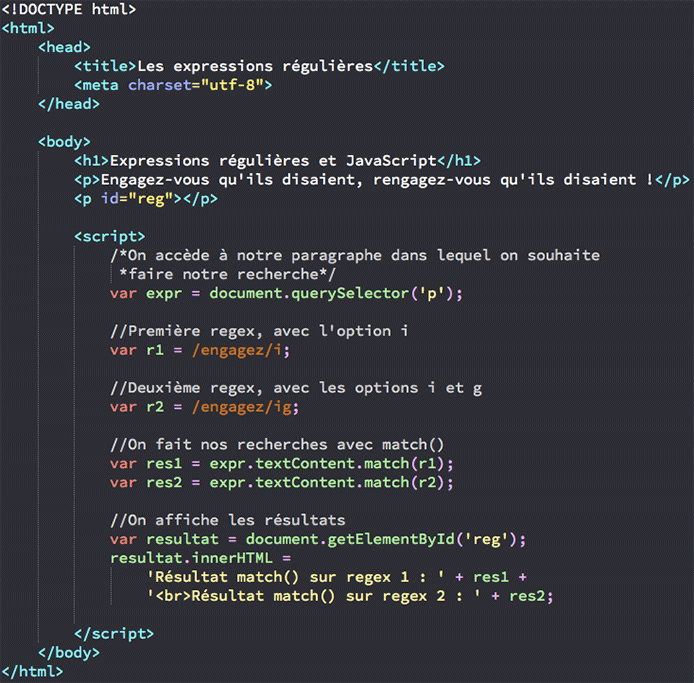 <!DOCTYPE html>
<html>
<head>
<title>Les expressions régulières</title>
<meta charset="utf-8">
</head>
<body>
<h1>Expressions régulières et JavaScript</h1>
<p>Engagez-vous qu'ils disaient, rengagez-vous qu'ils disaient !</p>
<p id="reg"></p>
<script>
/*On accède à notre paragraphe dans lequel on souhaite
*faire notre recherche*/
var expr = document.querySelector('p');
//Première regex, avec l'option i
var r1 = /engagez/i;
//Deuxième regex, avec les options i et g
var r2 = /engagez/ig;
//On fait nos recherches avec match()
var res1 = expr.textContent.match(r1);
var res2 = expr.textContent.match(r2);
//On affiche les résultats
var resultat = document.getElementById('reg');
resultat.innerHTML =
'Résultat match() sur regex 1 : ' + res1 +
'<br>Résultat match() sur regex 2 : ' + res2;
</script>
</body>
</html>